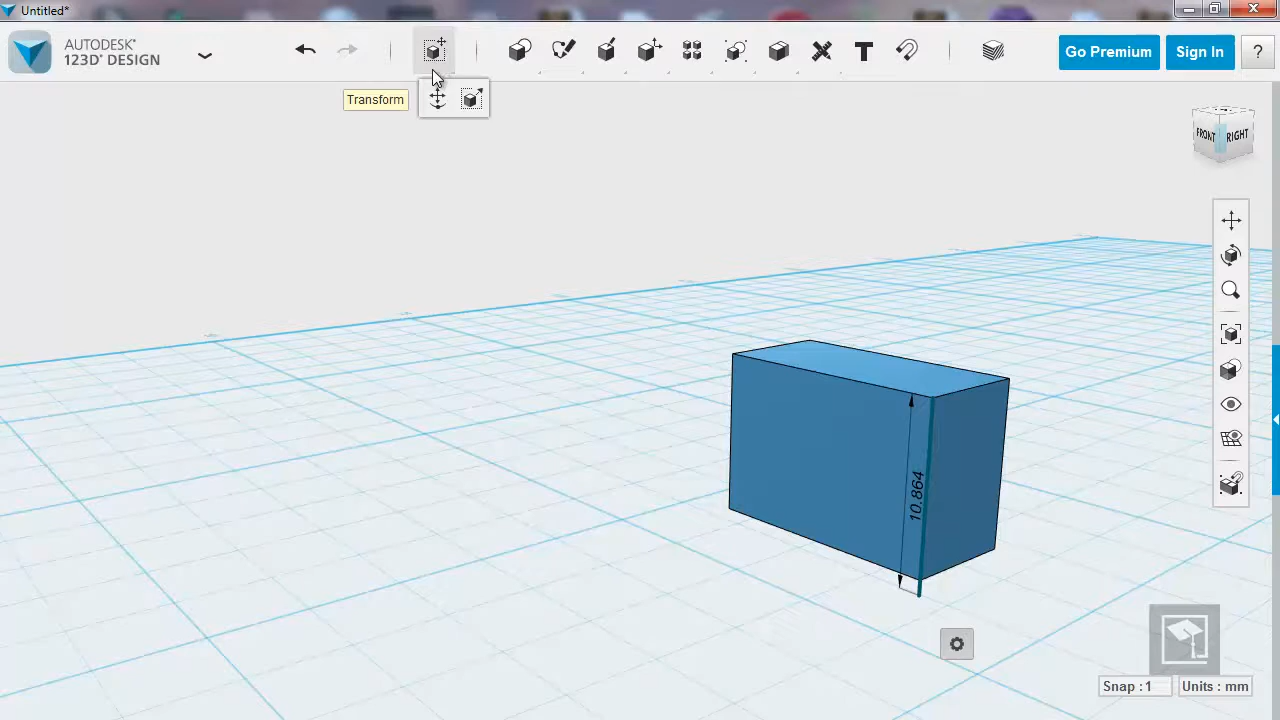 Untitled*
AUTODESK®
123D® DESIGN
Go Premium
Sign In
?
Transform
FRONT
RIGHT
10.864
Snap : 1
Units : mm